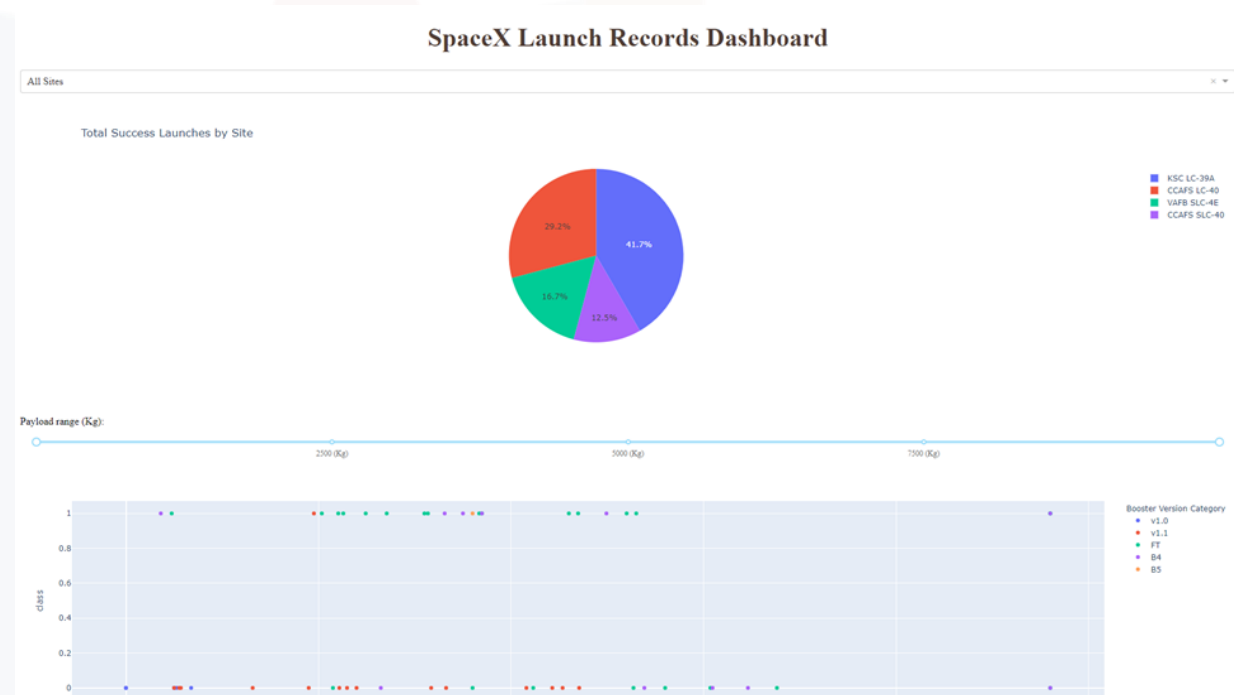 SpaceX Launch Records Dashboard
All Sites
Total Success Launches by Site
KSC LC-39A
CCAFS LC-40
VAFB SLC-4E
CCAFS SLC-40
29.2%
41.7%
16.7%
12.5%
Payload range (Kg):
2500 (Kg)
5000 (Kg)
7500 (Kg)
Booster Version Category
v1.0
v1.1
FT
B4
B5
class
1
0.8
0.6
0.4
0.2
0